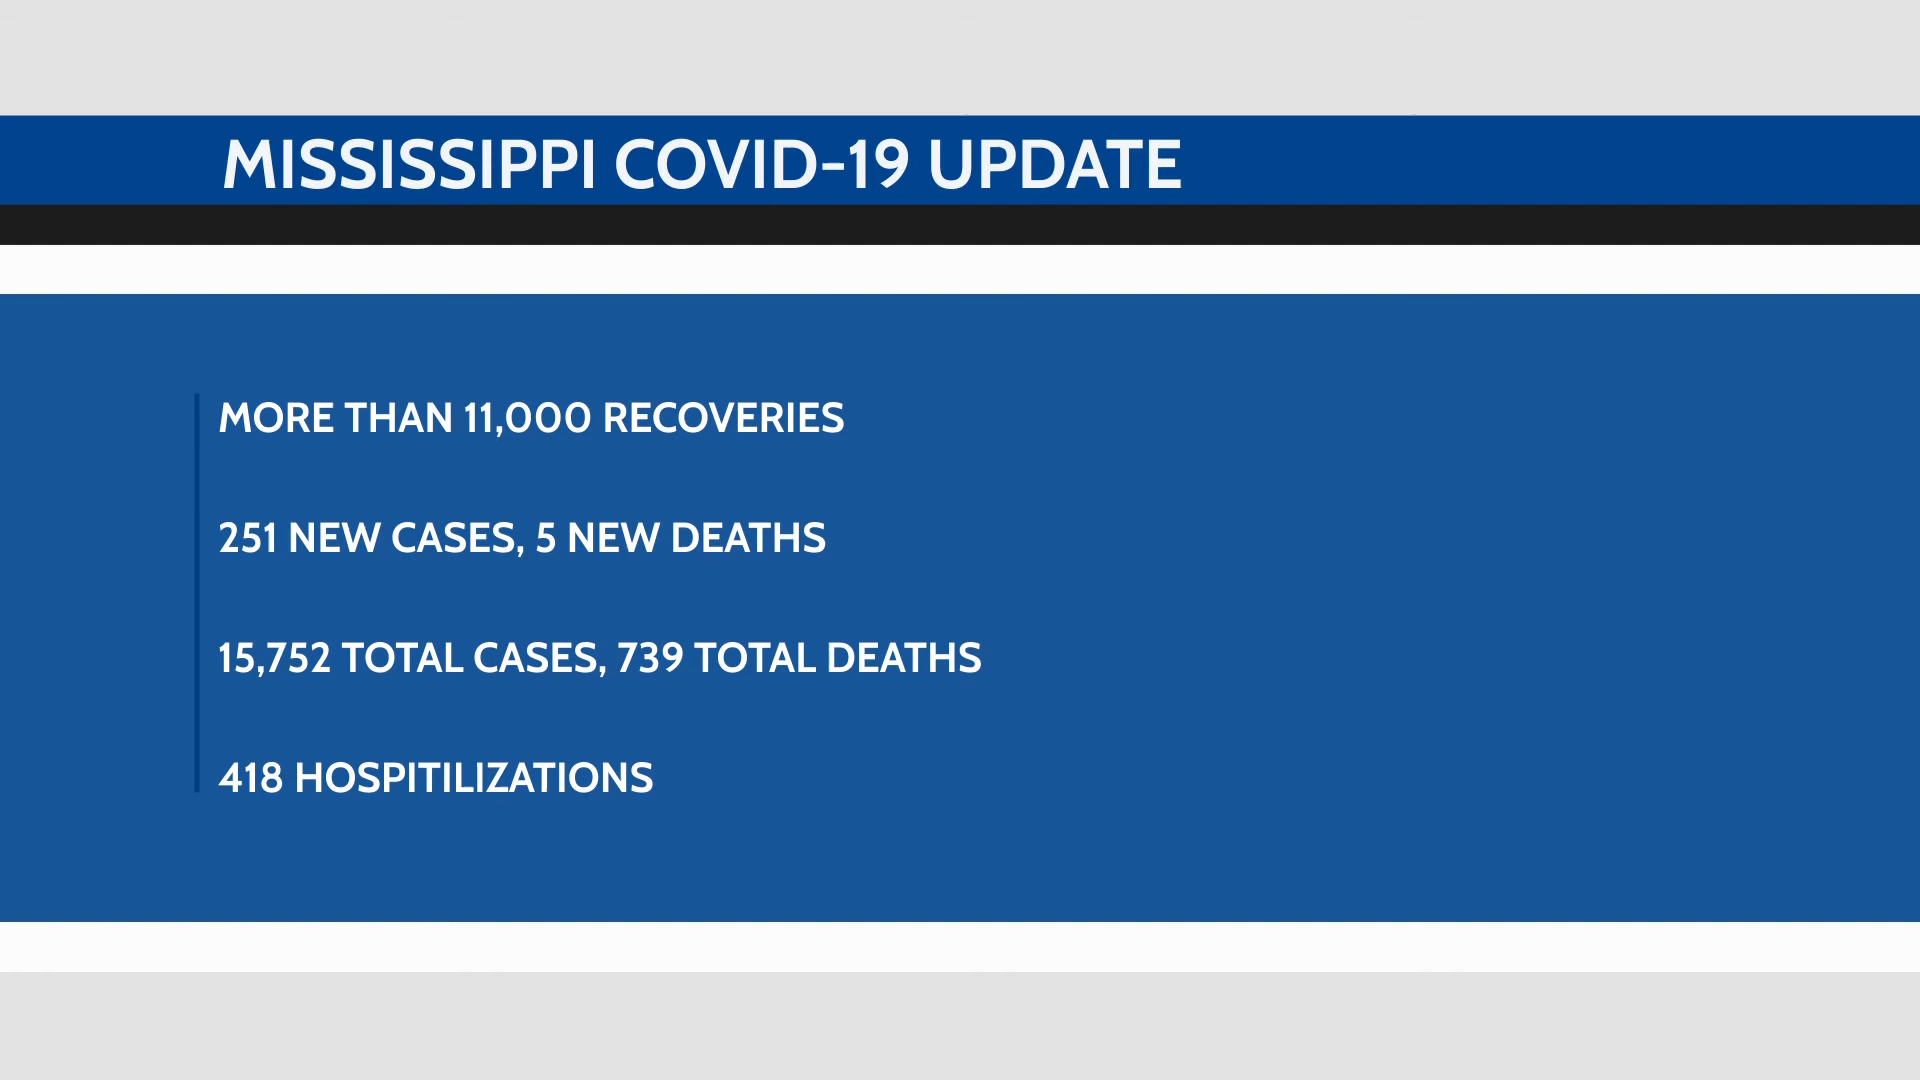 MISSISSIPPI COVID-19 UPDATE
MORE THAN 11,000 RECOVERIES
251 NEW CASES, 5 NEW DEATHS
15,752 TOTAL CASES, 739 TOTAL DEATHS
418 HOSPITILIZATIONS